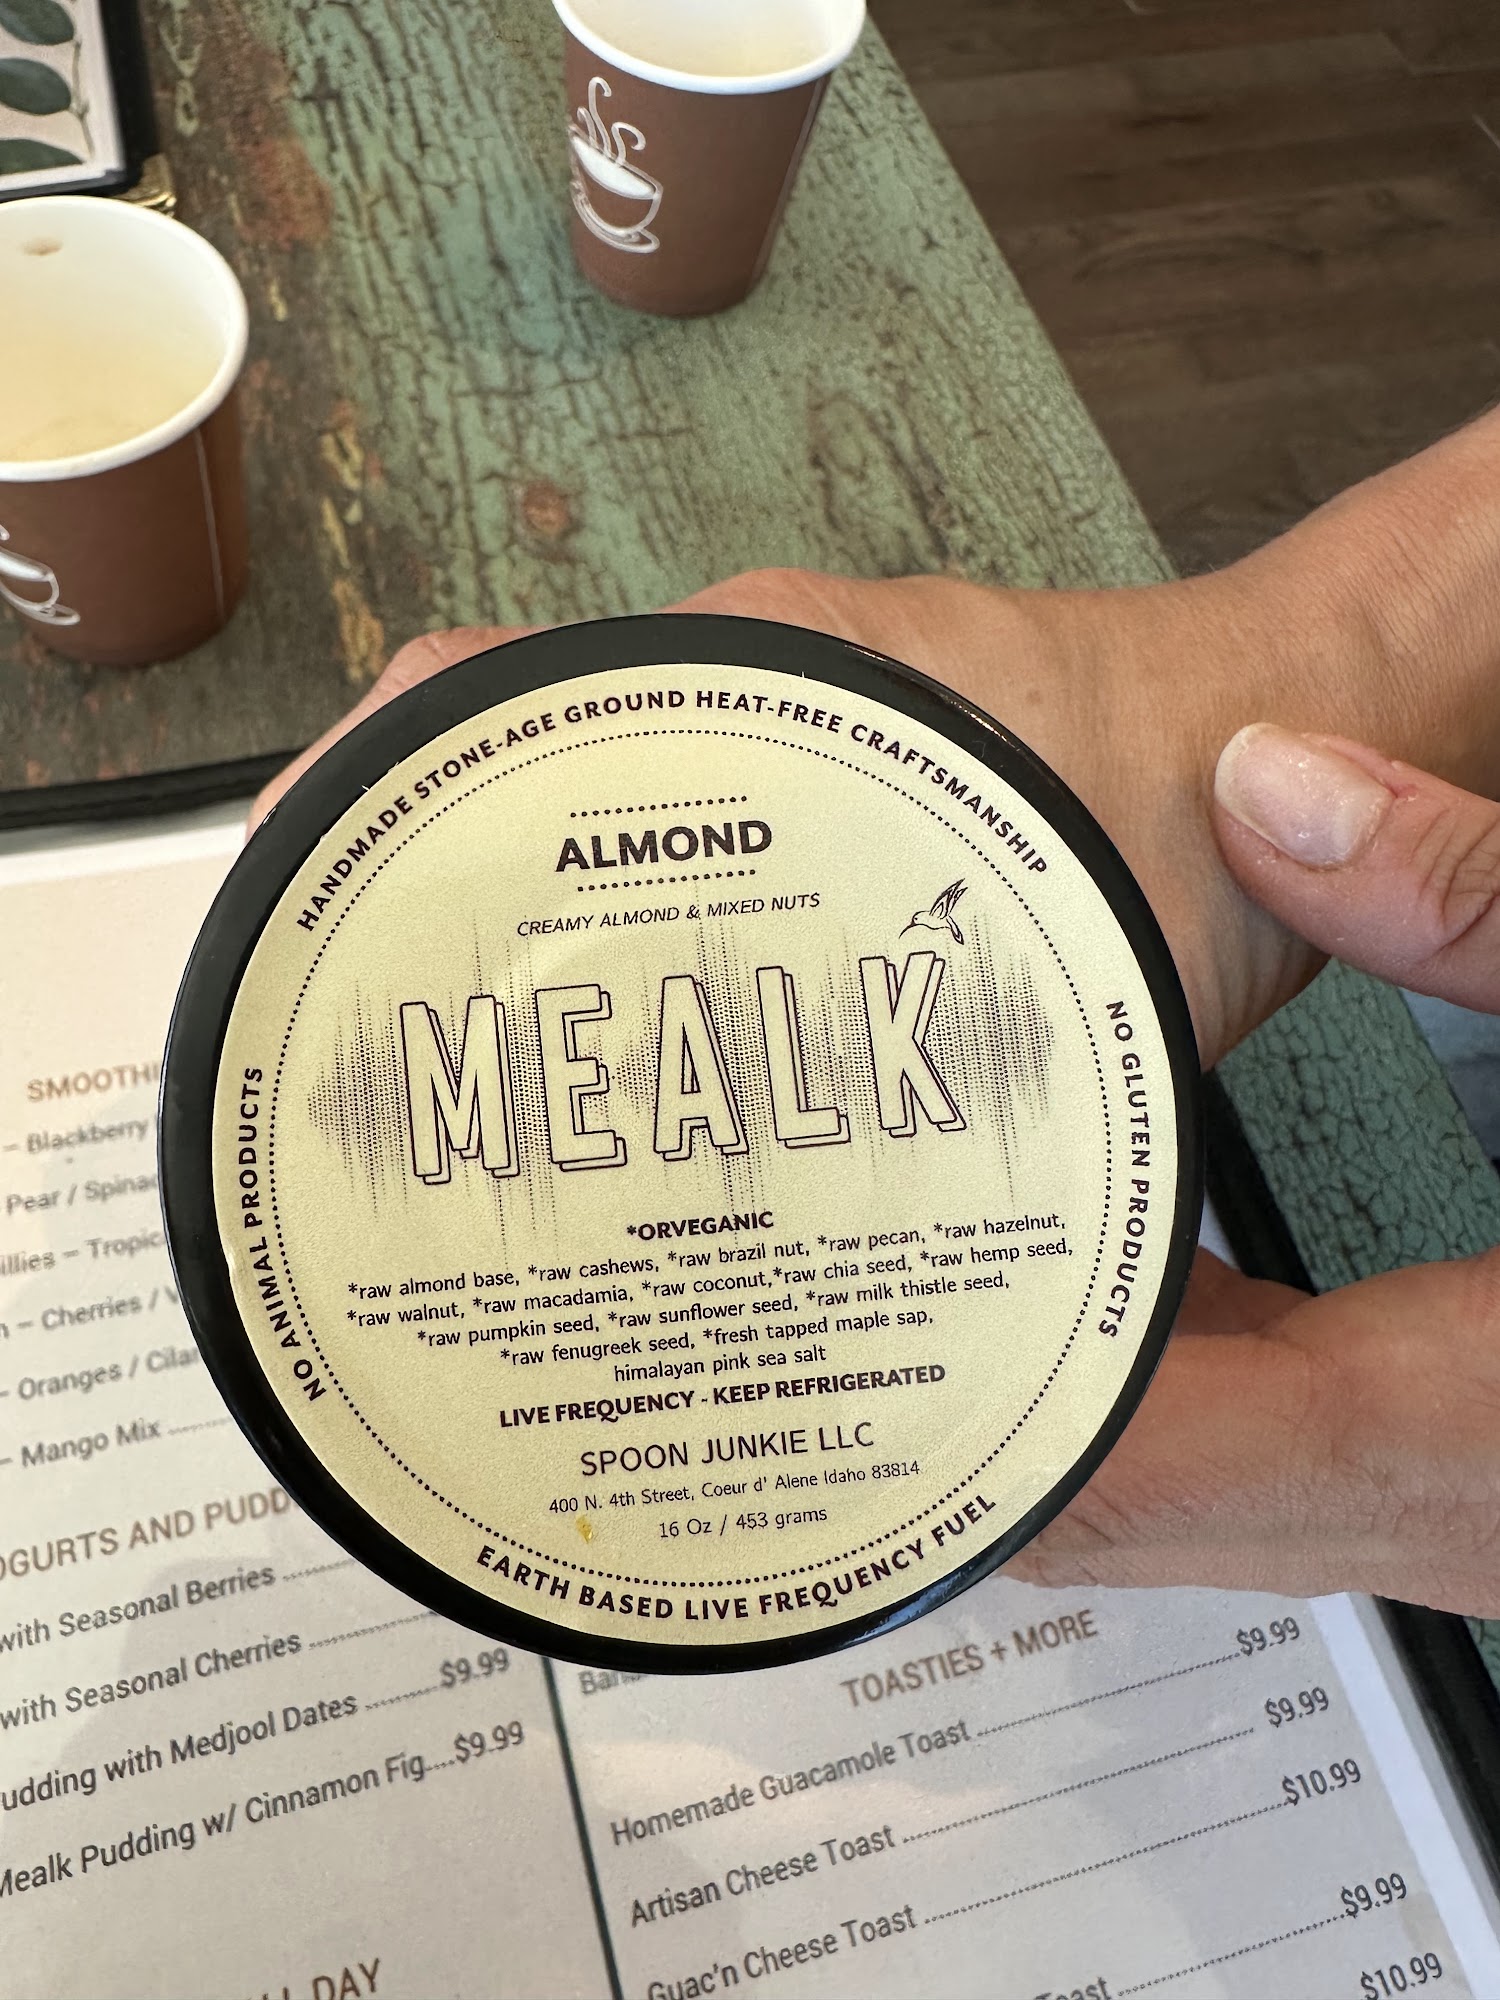 HANDMADE STONE-AGE GROUND HEAT-FREE CRAFTSMANSHIP
ALMOND
CREAMY ALMOND & MIXED NUTS
MEALK
*ORVEGANIC
*raw almond base, *raw cashews, *raw brazil nut, *raw pecan, *raw hazelnut,
*raw walnut, *raw macadamia, *raw coconut,*raw chia seed, *raw hemp seed,
*raw pumpkin seed, *raw sunflower seed, *raw milk thistle seed,
*raw fenugreek seed, *fresh tapped maple sap,
himalayan pink sea salt
LIVE FREQUENCY - KEEP REFRIGERATED
SPOON JUNKIE LLC
400 N. 4th Street, Coeur d' Alene Idaho 83814
16 Oz / 453 grams
EARTH BASED LIVE FREQUENCY FUEL
NO ANIMAL PRODUCTS
NO GLUTEN PRODUCTS
– Blackberry
Pear /
– Cherries /
– Oranges /
– Mango Mix
AND
with Seasonal Berries
with Seasonal Cherries
with Medjool Dates $9.99
Mealk Pudding w/ Cinnamon Fig $9.99
DAY
TOASTIES + MORE
Homemade Guacamole Toast $9.99
Artisan Cheese Toast $9.99
Guac'n Cheese Toast $10.99
Toast $9.99
$10.99